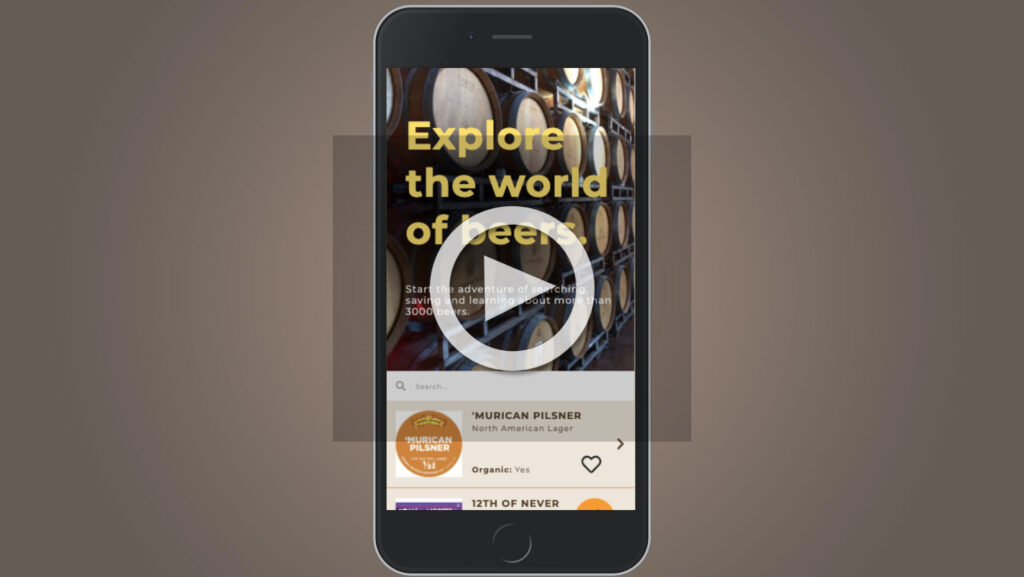 Explore
the world
of beers.
Start the adventure of searching,
saving and learning about more than
3000 beers.
Search...
'MURICAN PILSNER
North American Lager
'MURICAN
PILSNER
Organic: Yes
12TH OF NEVER